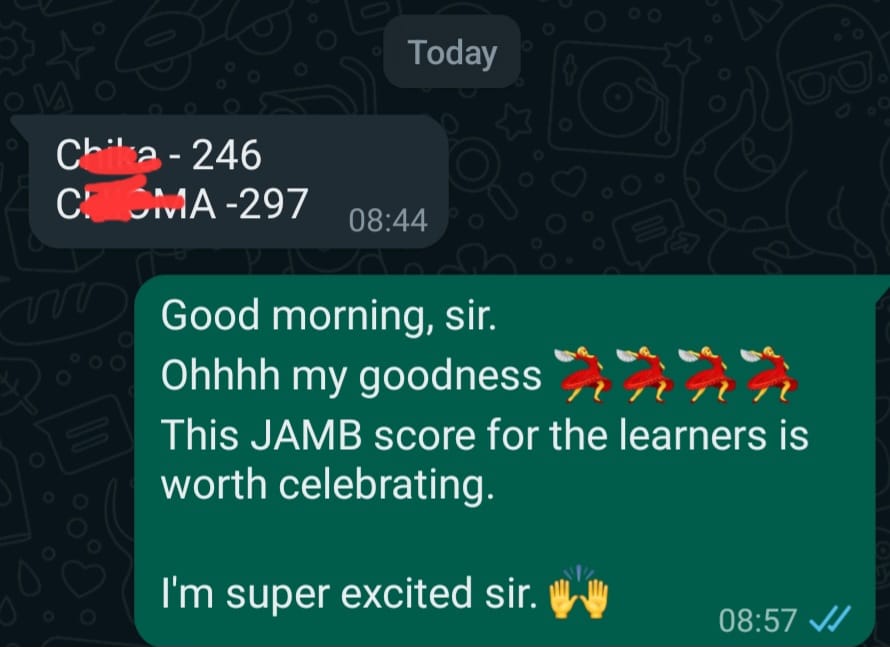 Today
- 246
-297
08:44
Good morning, sir.
Ohhhh my goodness
This JAMB score for the learners is
worth celebrating.
I'm super excited sir.
08:57